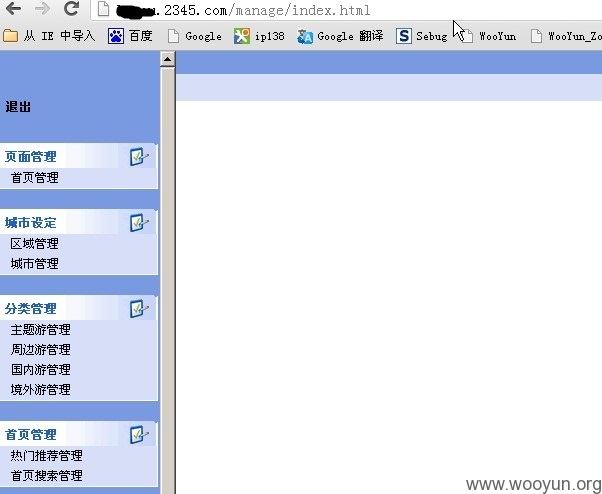 .2345.com/manage/index.html
从 IE 中导入 百度 Google ip138 Google 翻译 S Sebug WooYun WooYun_Zo
退出
页面管理
首页管理
城市设定
区域管理
城市管理
分类管理
主题游管理
周边游管理
国内游管理
境外游管理
首页管理
热门推荐管理
首页搜索管理
www.wooyun.org